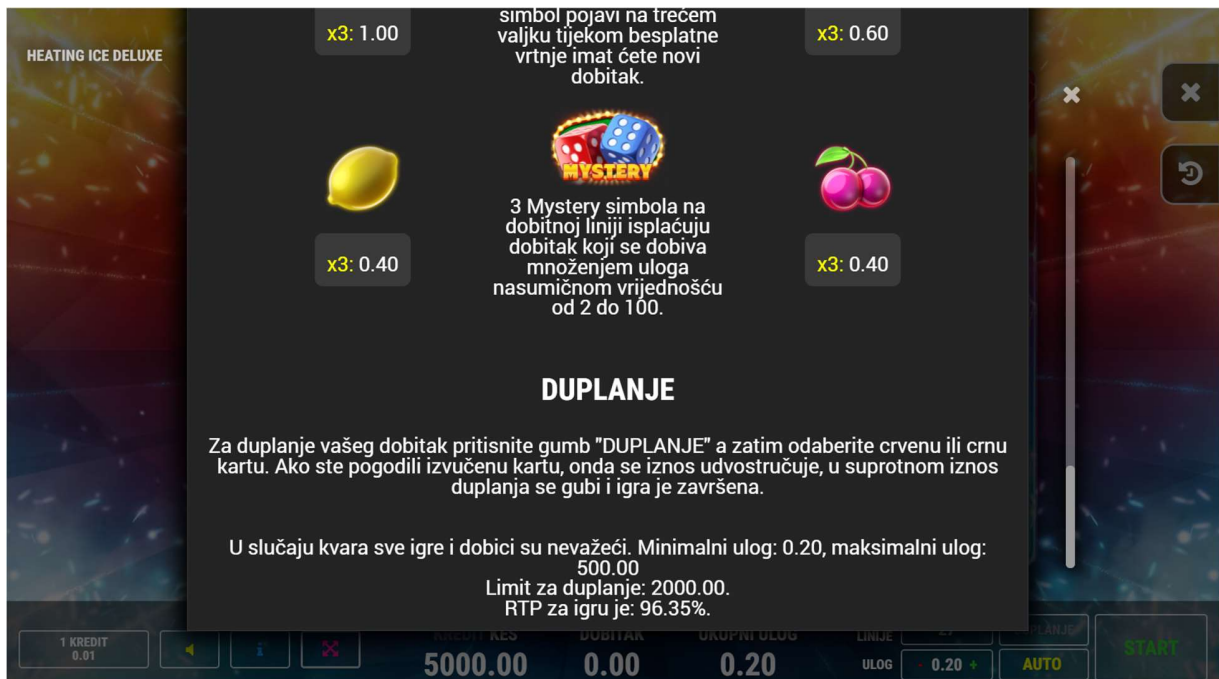 HEATING ICE DELUXE
x3: 1.00
simbol pojavi na trećem
valjku tijekom besplatne
vrtnje imat ćete novi
dobitak.
x3: 0.60
MYSTERY
3 Mystery simbola na
dobitnoj liniji isplaćuju
dobitak koji se dobiva
množenjem uloga
nasumičnom vrijednošću
od 2 do 100.
x3: 0.40
x3: 0.40
DUPLANJE
Za duplanje vašeg dobitak pritisnite gumb "DUPLANJE" a zatim odaberite crvenu ili crnu
kartu. Ako ste pogodili izvučenu kartu, onda se iznos udvostručuje, u suprotnom iznos
duplanja se gubi i igra je završena.
U slučaju kvara sve igre i dobici su nevažeći. Minimalni ulog: 0.20, maksimalni ulog:
500.00
Limit za duplanje: 2000.00.
RTP za igru je: 96.35%.
1 KREDIT
0.01
i
KREDIT KEŠ
5000.00
DOBITAK
0.00
UKUPNI ULOG
0.20
LINIJE
ULOG
- 0.20 +
DUPLANJE
AUTO
START